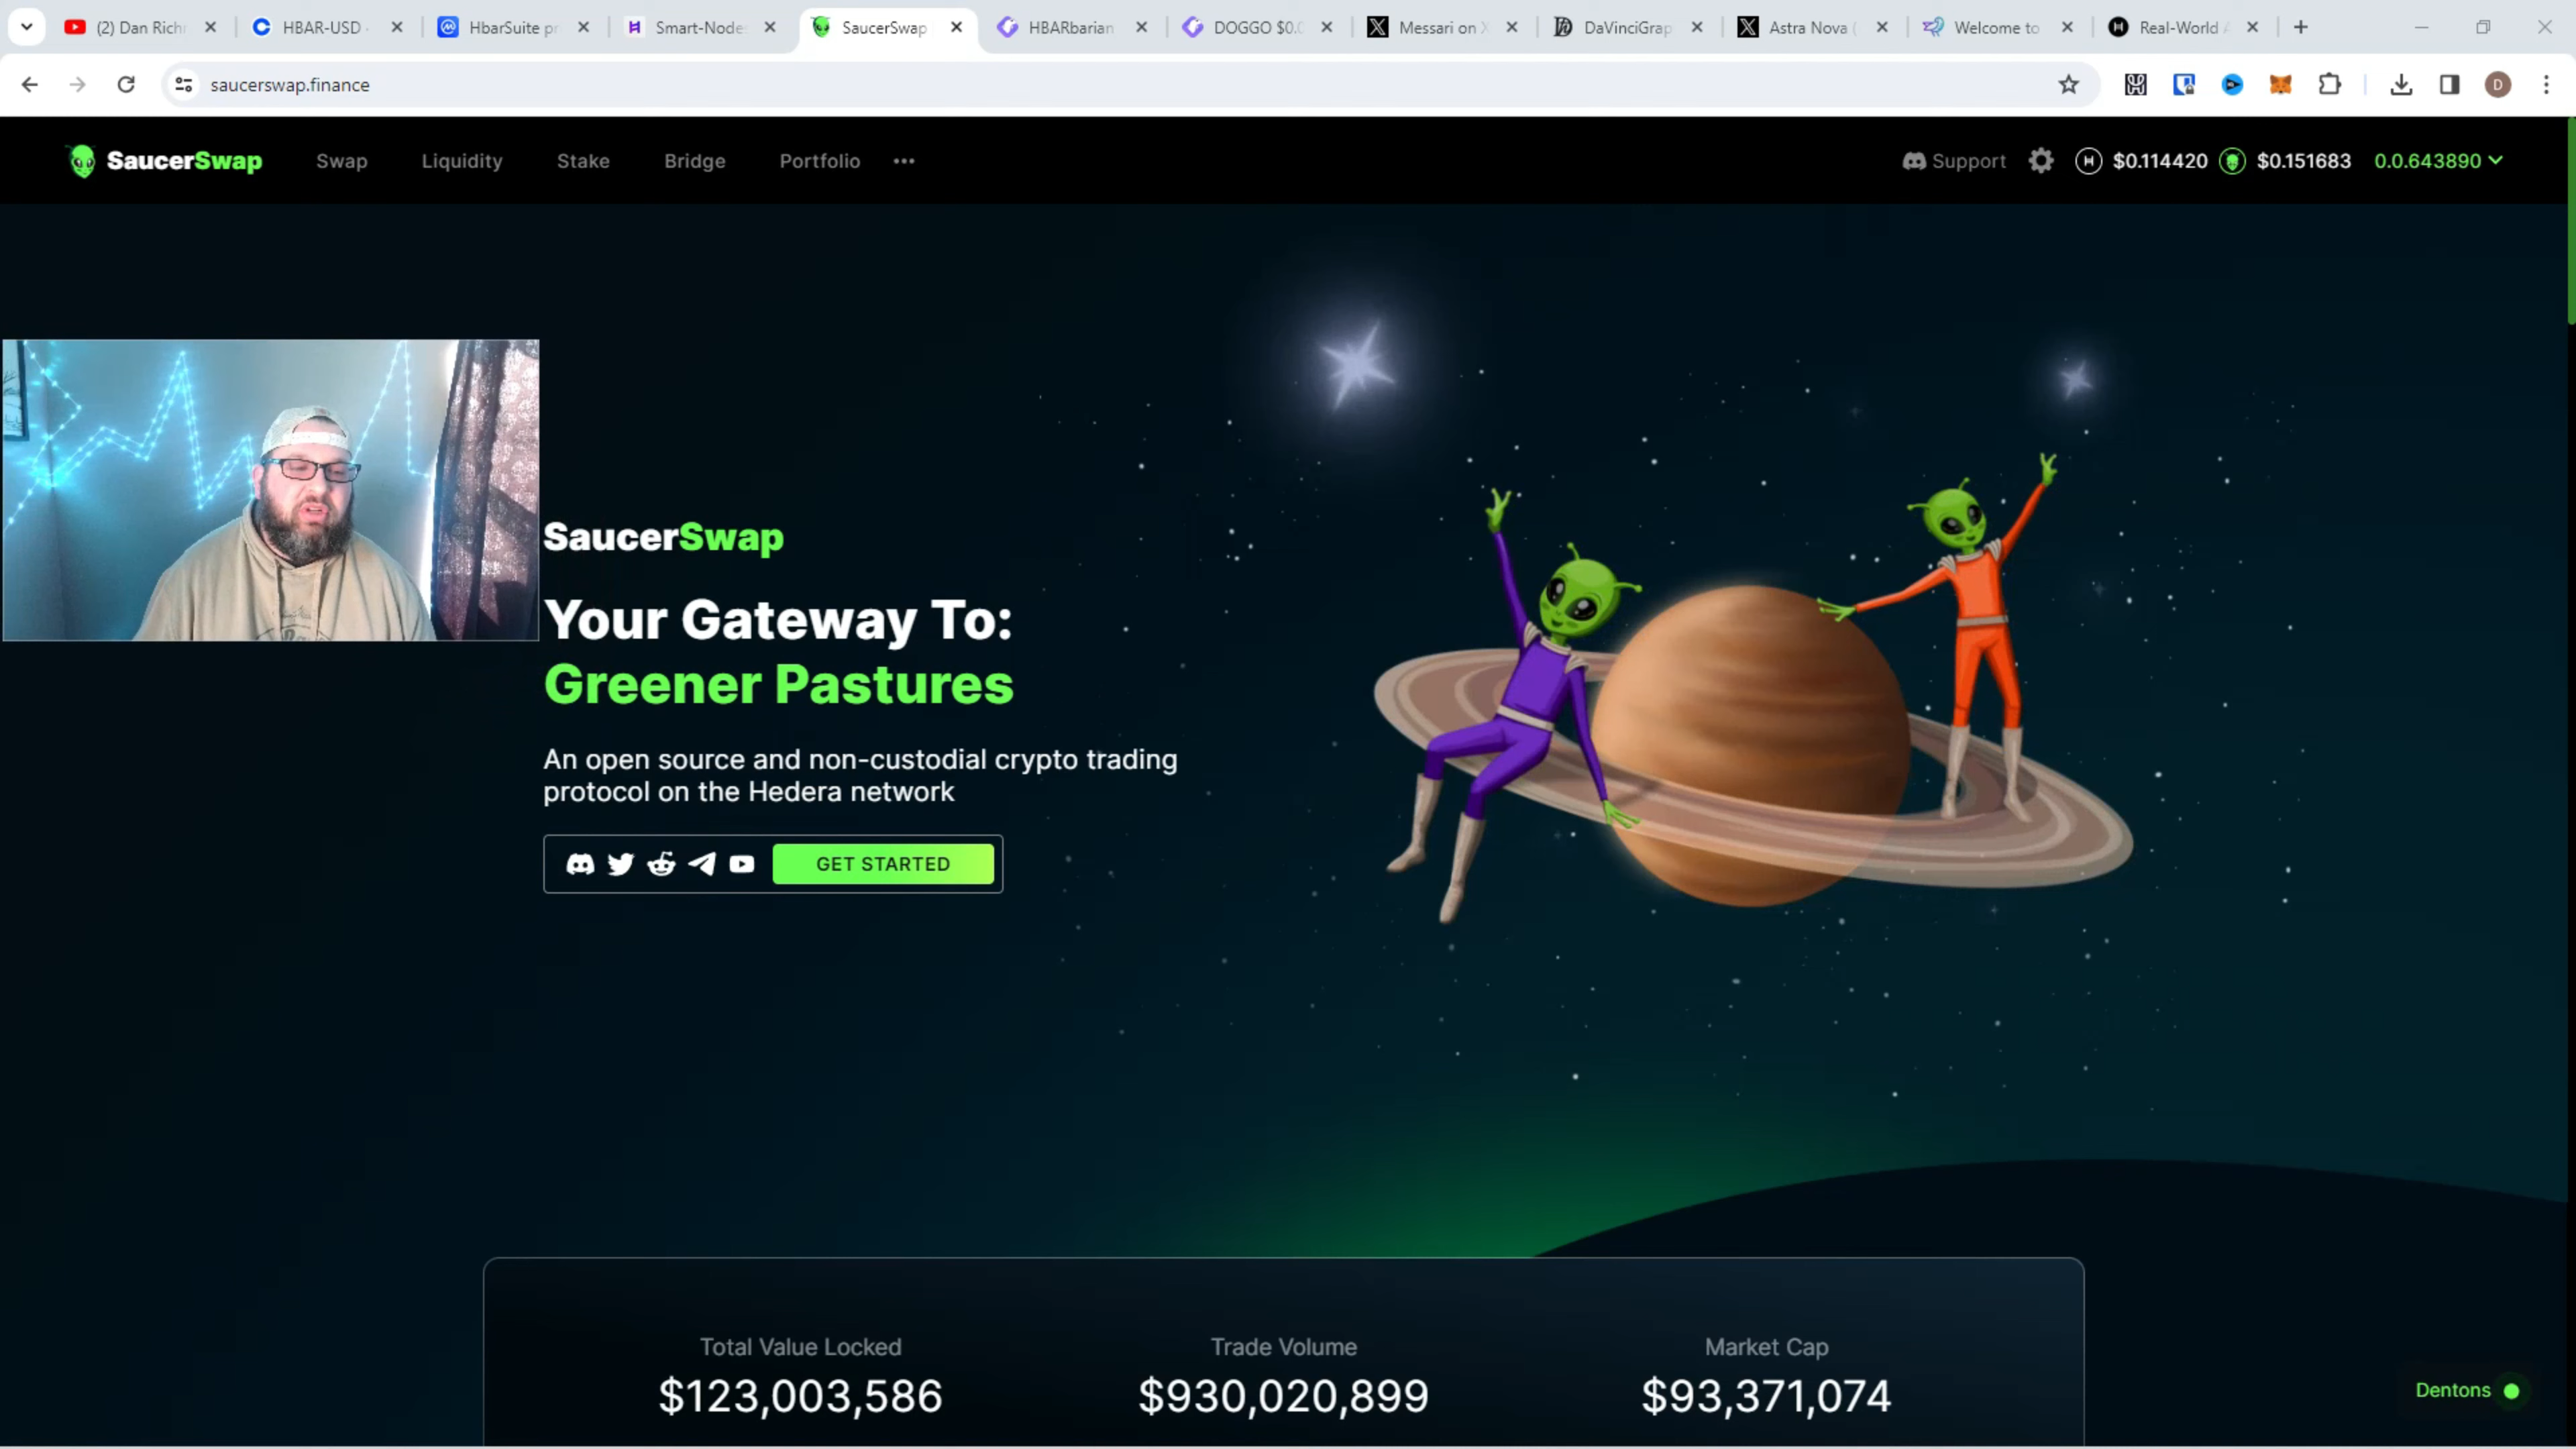 (2) Dan Richr
HBAR-USD -
HbarSuite pr
Smart-Node
SaucerSwap
HBARbarian
DOGGO $0.0
Messari on X
DaVinciGrap
Astra Nova (
Welcome to
Real-World A
saucerswap.finance
D
SaucerSwap
Swap
Liquidity
Stake
Bridge
Portfolio
Support
$0.114420
$0.151683
0.0.643890
SaucerSwap
Your Gateway To:
Greener Pastures
An open source and non-custodial crypto trading
protocol on the Hedera network
GET STARTED
Total Value Locked
Trade Volume
Market Cap
$123,003,586
$930,020,899
$93,371,074
Dentons